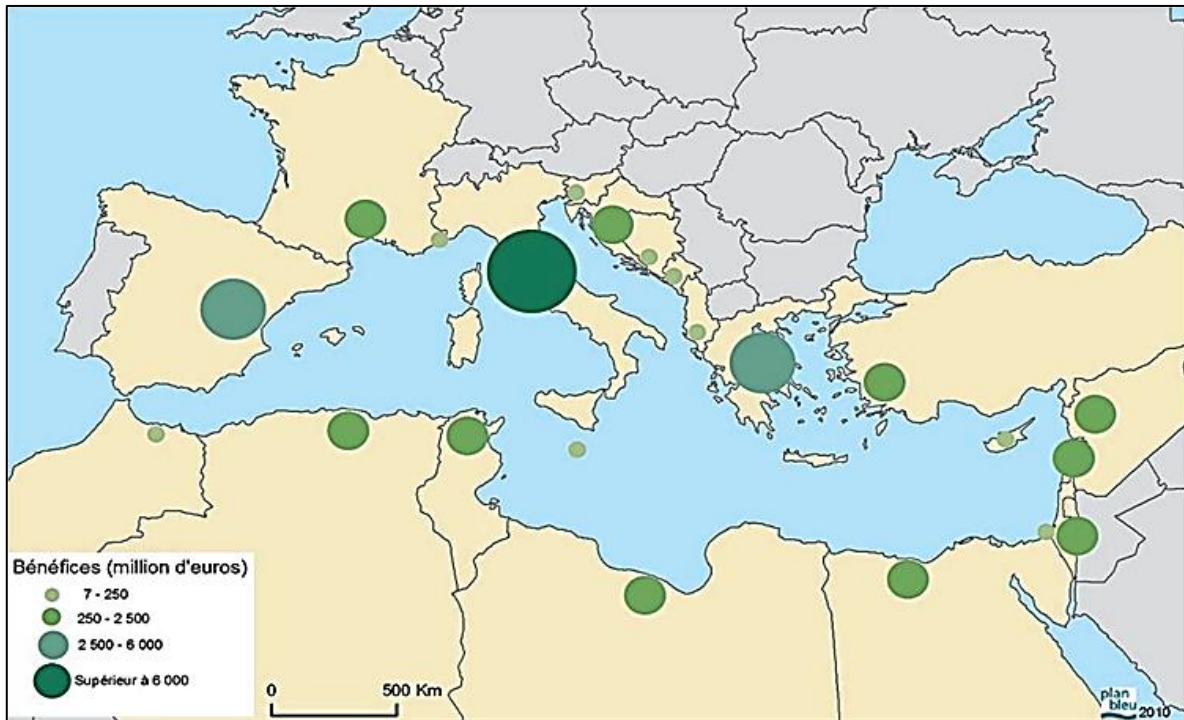 Bénéfices (million d'euros)
7 - 250
250 - 2 500
2 500 - 6 000
Supérieur à 6 000
0 500 Km
plan
bleu 2010